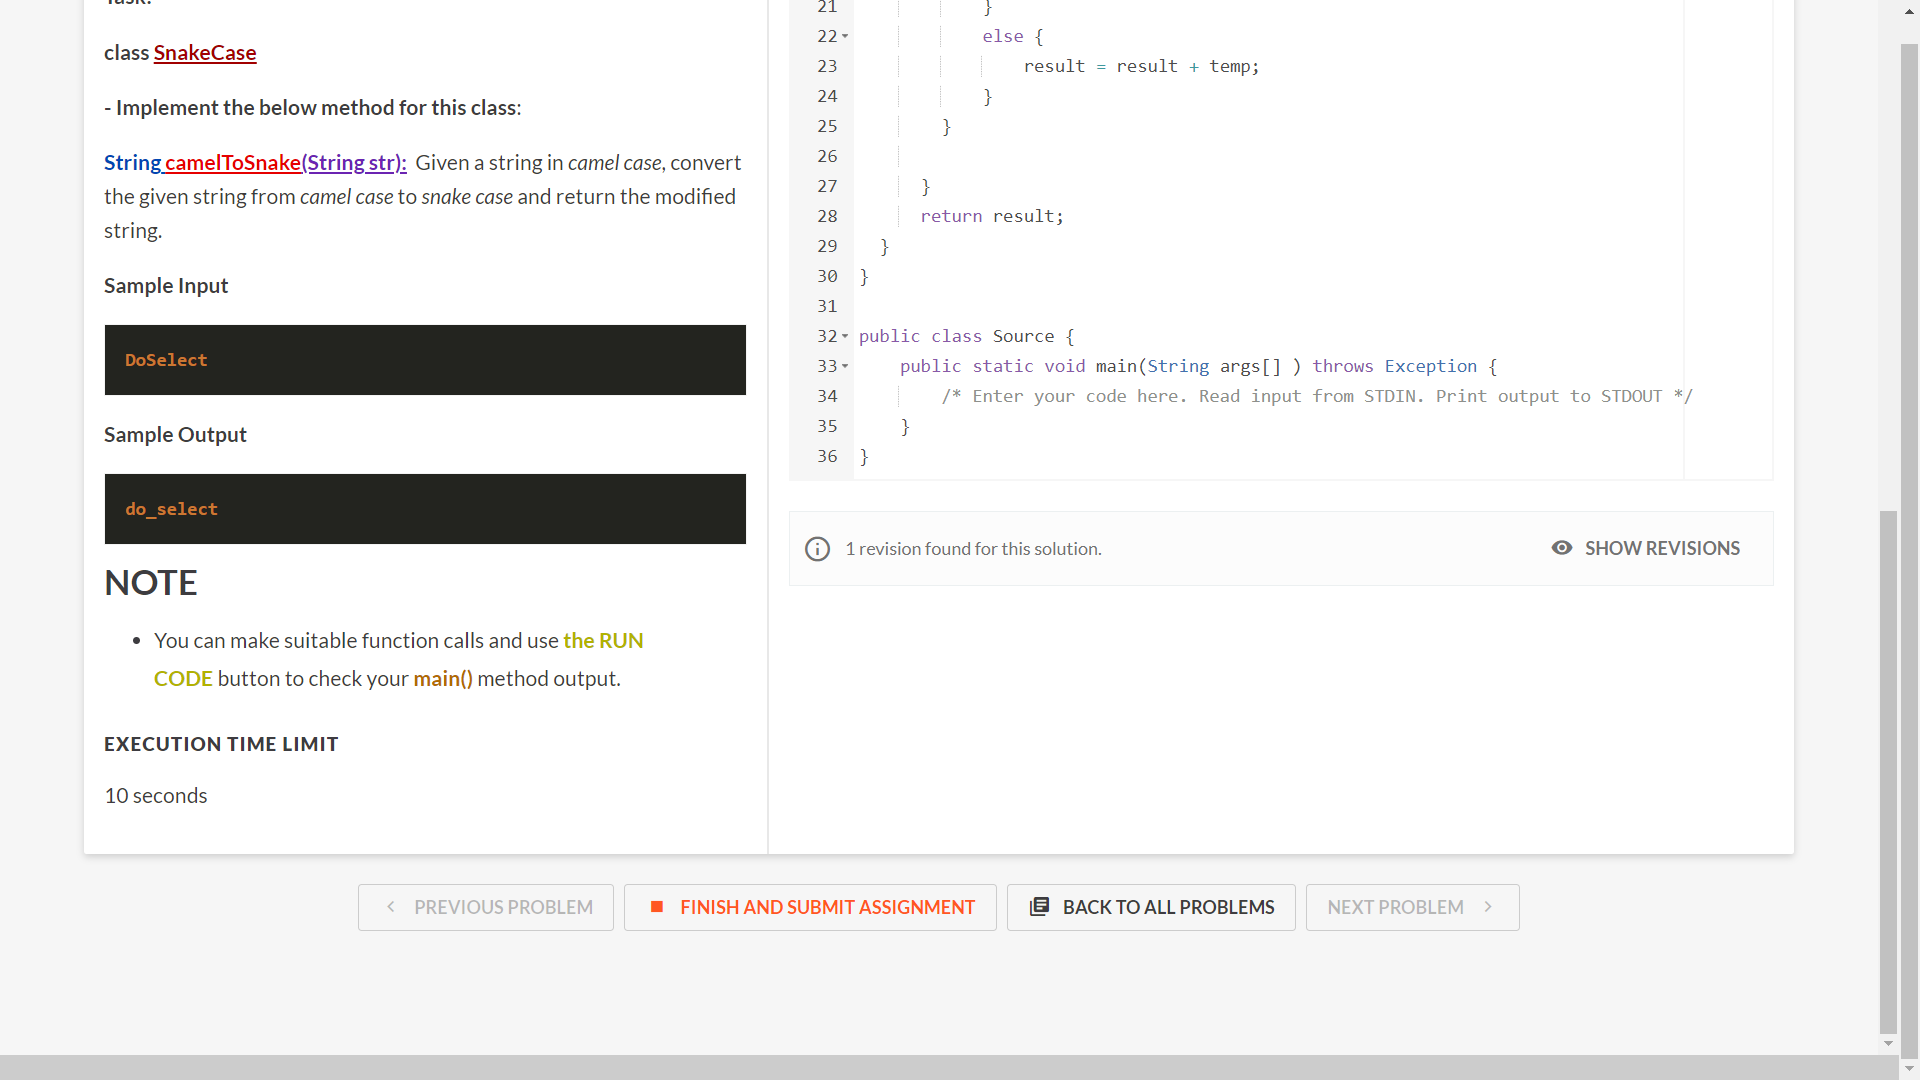 class SnakeCase
- Implement the below method for this class:
String camelToSnake(String str): Given a string in camel case, convert
the given string from camel case to snake case and return the modified
string.
Sample Input
DoSelect
Sample Output
do_select
NOTE
• You can make suitable function calls and use the RUN
CODE button to check your main() method output.
EXECUTION TIME LIMIT
10 seconds
21 }
22 else {
23 result = result + temp;
24 }
25 }
26
27 }
28 return result;
29 }
30 }
31
32 public class Source {
33 public static void main(String args[] ) throws Exception {
34 /* Enter your code here. Read input from STDIN. Print output to STDOUT */
35 }
36 }
1 revision found for this solution.
SHOW REVISIONS
PREVIOUS PROBLEM
FINISH AND SUBMIT ASSIGNMENT
BACK TO ALL PROBLEMS
NEXT PROBLEM